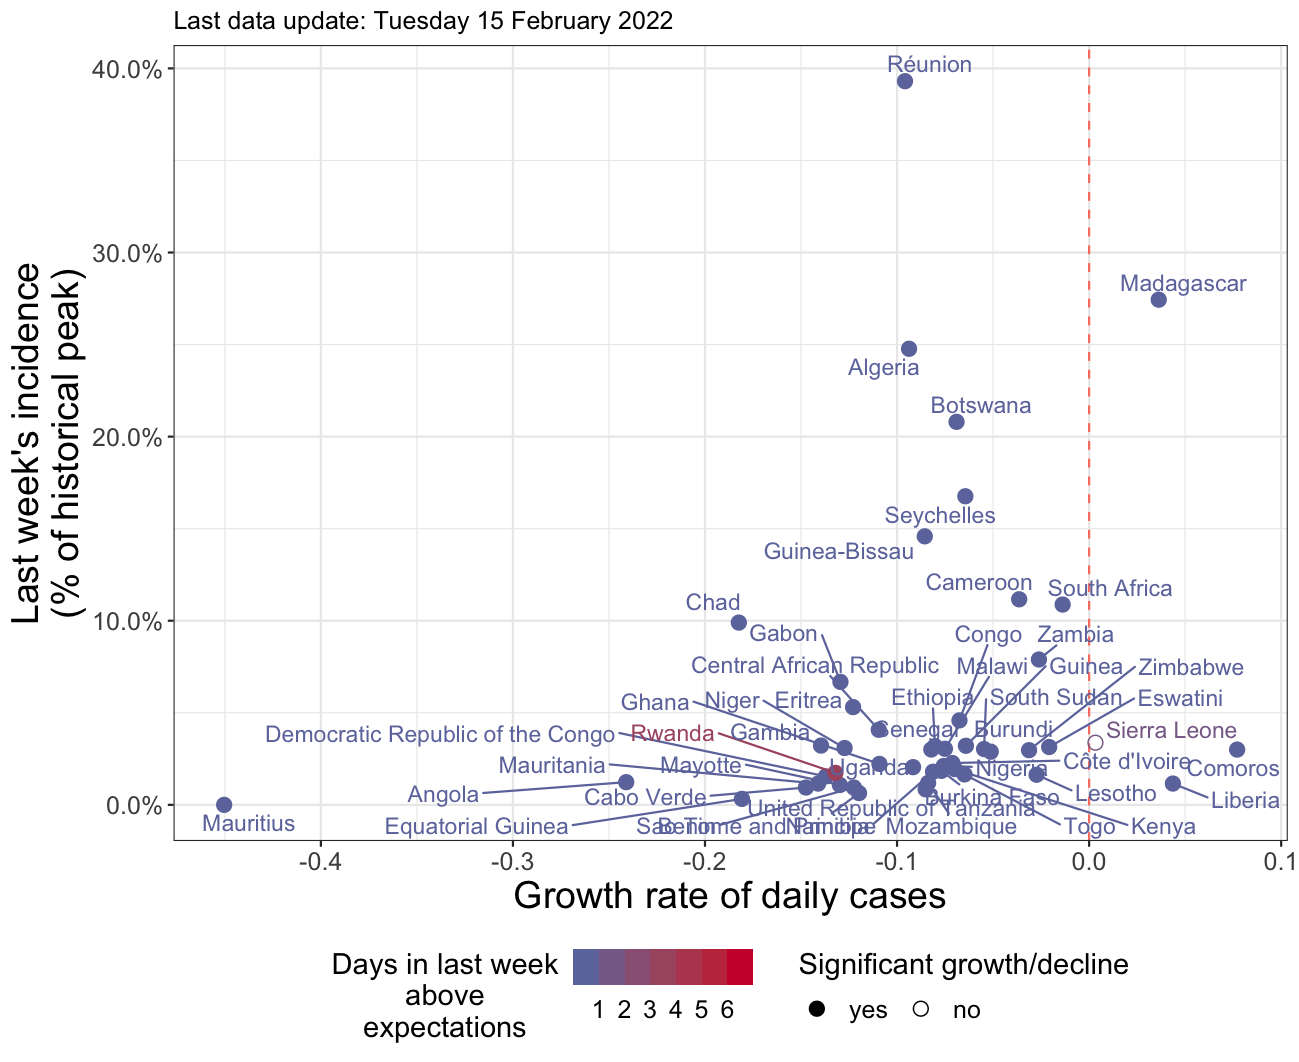 Last data update: Tuesday 15 February 2022
Last week's incidence
(% of historical peak)
40.0%
30.0%
20.0%
10.0%
0.0%
Réunion
Madagascar
Algeria
Botswana
Seychelles
Guinea-Bissau
Cameroon
South Africa
Chad
Gabon
Congo
Zambia
Central African Republic
Malawi
Guinea
Zimbabwe
Ghana
Niger
Eritrea
Ethiopia
South Sudan
Eswatini
Democratic Republic of the Congo
Rwanda
Gambia
Senegal
Burundi
Sierra Leone
Mauritania
Mayotte
Uganda
Nigeria
Côte d'Ivoire
Comoros
Angola
Cabo Verde
United Republic of Tanzania
Burkina Faso
Lesotho
Liberia
Mauritius
Equatorial Guinea
Sao Tome and Principe
Benin
Namibia
Mozambique
Togo
Kenya
-0.4
-0.3
-0.2
-0.1
0.0
0.1
Growth rate of daily cases
Days in last week
above
expectations
1 2 3 4 5 6
Significant growth/decline
yes
no